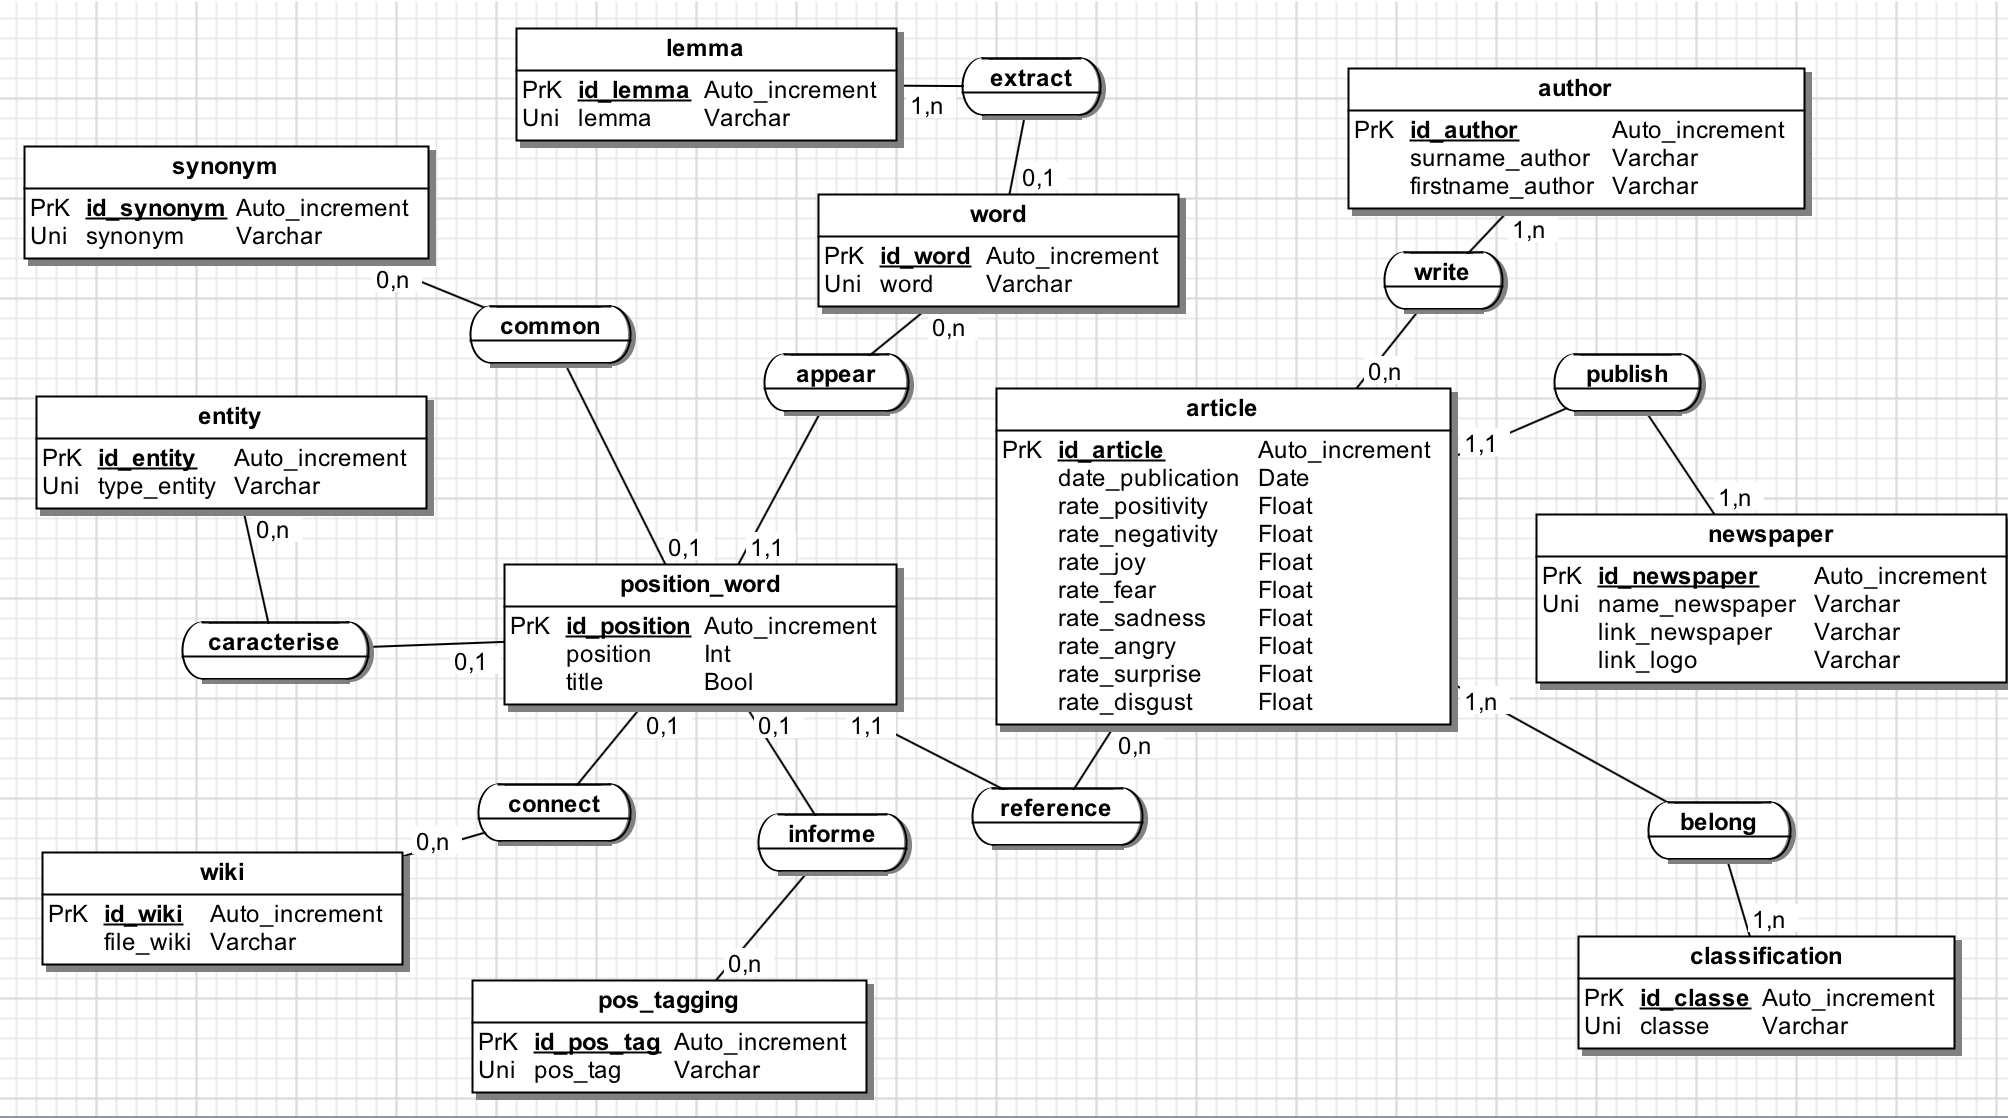 lemma
PrK id_lemma Auto_increment
Uni lemma Varchar
1,n
extract
0,1
synonym
PrK id_synonym Auto_increment
Uni synonym Varchar
0,n
common
0,1
word
PrK id_word Auto_increment
Uni word Varchar
0,n
appear
1,1
author
PrK id_author Auto_increment
surname_author Varchar
firstname_author Varchar
1,n
write
0,n
entity
PrK id_entity Auto_increment
Uni type_entity Varchar
0,n
caracterise
0,1
position_word
PrK id_position Auto_increment
position Int
title Bool
article
PrK id_article Auto_increment
date_publication Date
rate_positivity Float
rate_negativity Float
rate_joy Float
rate_fear Float
rate_sadness Float
rate_angry Float
rate_surprise Float
rate_disgust Float
publish
1,1
1,n
newspaper
PrK id_newspaper Auto_increment
Uni name_newspaper Varchar
link_newspaper Varchar
link_logo Varchar
0,1
connect
0,n
wiki
PrK id_wiki Auto_increment
file_wiki Varchar
0,1
informe
0,n
pos_tagging
PrK id_pos_tag Auto_increment
Uni pos_tag Varchar
1,1
0,n
reference
1,n
belong
1,n
classification
PrK id_classe Auto_increment
Uni classe Varchar